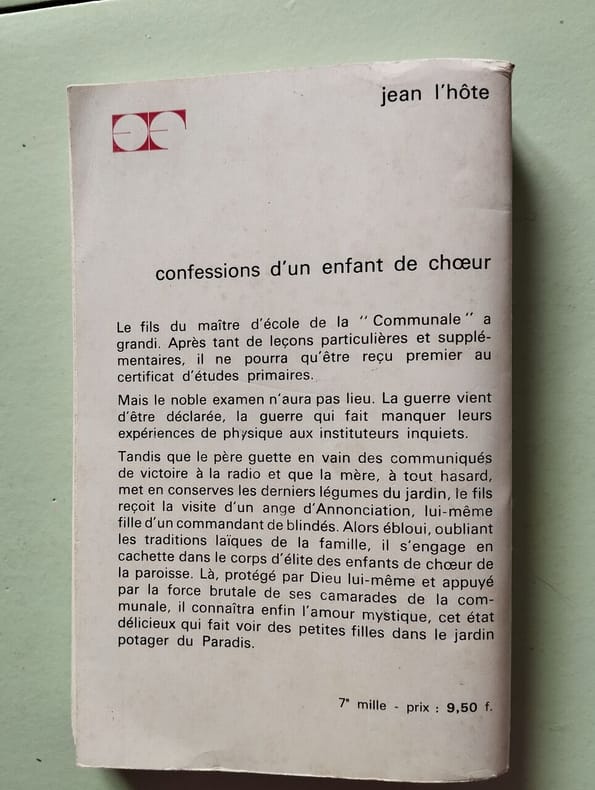 jean l'hôte
confessions d'un enfant de chœur
Le fils du maître d'école de la "Communale" a
grandi. Après tant de leçons particulières et supplé-
mentaires, il ne pourra qu'être reçu premier au
certificat d'études primaires.
Mais le noble examen n'aura pas lieu. La guerre vient
d'être déclarée, la guerre qui fait manquer leurs
expériences de physique aux instituteurs inquiets.
Tandis que le père guette en vain des communiqués
de victoire à la radio et que la mère, à tout hasard,
met en conserves les derniers légumes du jardin, le fils
reçoit la visite d'un ange d'Annonciation, lui-même
fille d'un commandant de blindés. Alors ébloui, oubliant
les traditions laïques de la famille, il s'engage en
cachette dans le corps d'élite des enfants de chœur de
la paroisse. Là, protégé par Dieu lui-même et appuyé
par la force brutale de ses camarades de la com-
munale, il connaîtra enfin l'amour mystique, cet état
délicieux qui fait voir des petites filles dans le jardin
potager du Paradis.
7e mille - prix : 9,50 f.